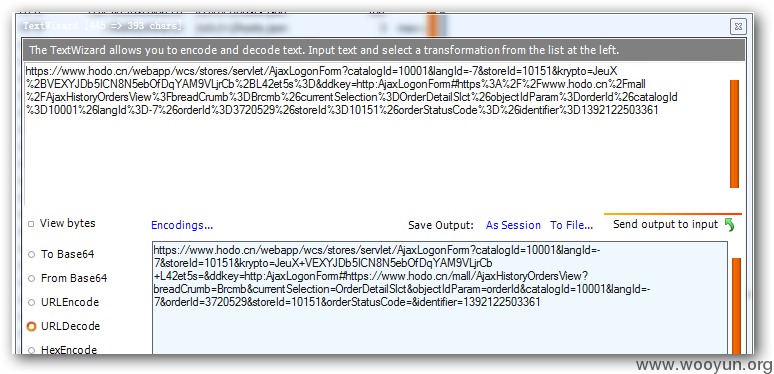 TextWizard [445 => 393 chars]
The TextWizard allows you to encode and decode text. Input text and select a transformation from the list at the left.
https://www.hodo.cn/webapp/wcs/stores/servlet/AjaxLogonForm?catalogId=10001&langId=-7&storeId=10151&krypto=JeuX
%2BVEXYJDb5ICN8N5ebOfDqYAM9VLjrCb%2BL42et5s%3D&ddkey=http:AjaxLogonForm#https%3A%2F%2Fwww.hodo.cn%2Fmall
%2FAjaxHistoryOrdersView%3FbreadCrumb%3DBrcmb%26currentSelection%3DOrderDetailSlct%26objectIdParam%3DorderId%26catalogId
%3D10001%26langId%3D-7%26orderId%3D3720529%26storeId%3D10151%26orderStatusCode%3D%26identifier%3D1392122503361
View bytes
Encodings...
Save Output:
As Session
To File...
Send output to input
To Base64
From Base64
URLEncode
URLDecode
HexEncode
https://www.hodo.cn/webapp/wcs/stores/servlet/AjaxLogonForm?catalogId=10001&langId=-
7&storeId=10151&krypto=JeuX+VEXYJDb5ICN8N5ebOfDqYAM9VLjrCb
+L42et5s=&ddkey=http:AjaxLogonForm#https://www.hodo.cn/mall/AjaxHistoryOrdersView?
breadCrumb=Brcmb&currentSelection=OrderDetailSlct&objectIdParam=orderId&catalogId=10001&langId=-
7&orderId=3720529&storeId=10151&orderStatusCode=&identifier=1392122503361
www.wooyun.org